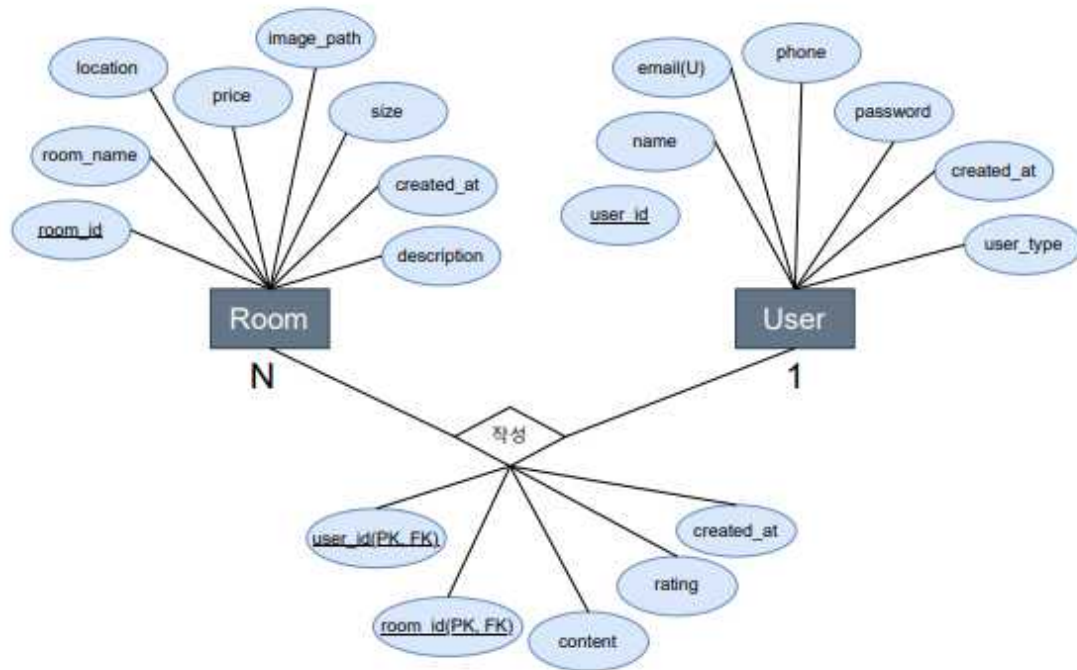 image_path
location
price
size
room_name
created_at
room_id
description
Room
N
phone
email(U)
password
name
created_at
user_id
user_type
User
1
작성
user_id(PK, FK)
created_at
rating
room_id(PK, FK)
content